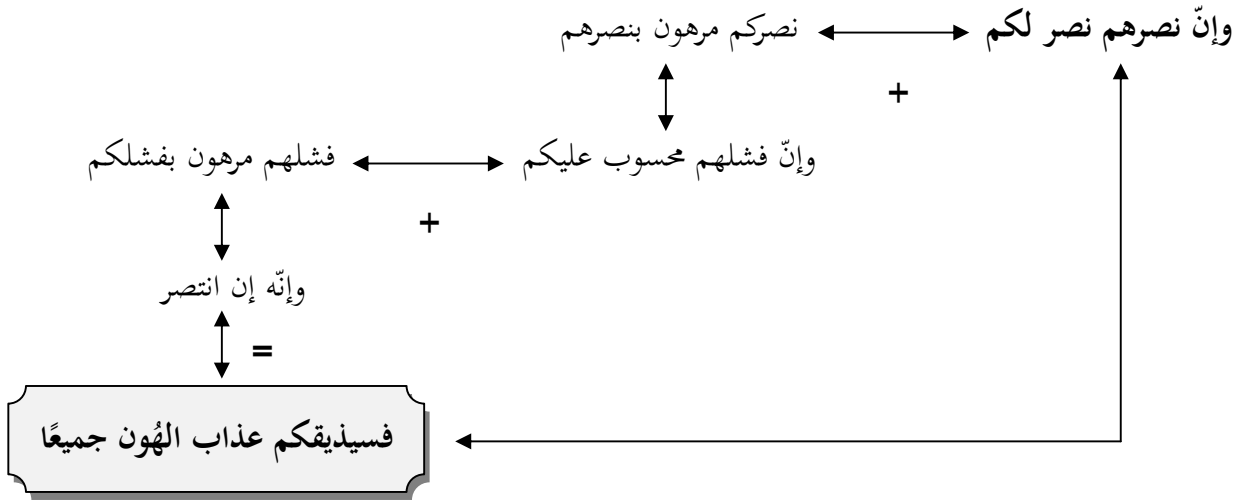 وإنّ نصرهم نصر لكم نصركم مرهون بنصرهم
+
وإنّ فشلهم محسوب عليكم فشلهم مرهون بفشلكم
+
وإنّه إن انتصر
=
فسيذيقكم عذاب الهُون جميعًا